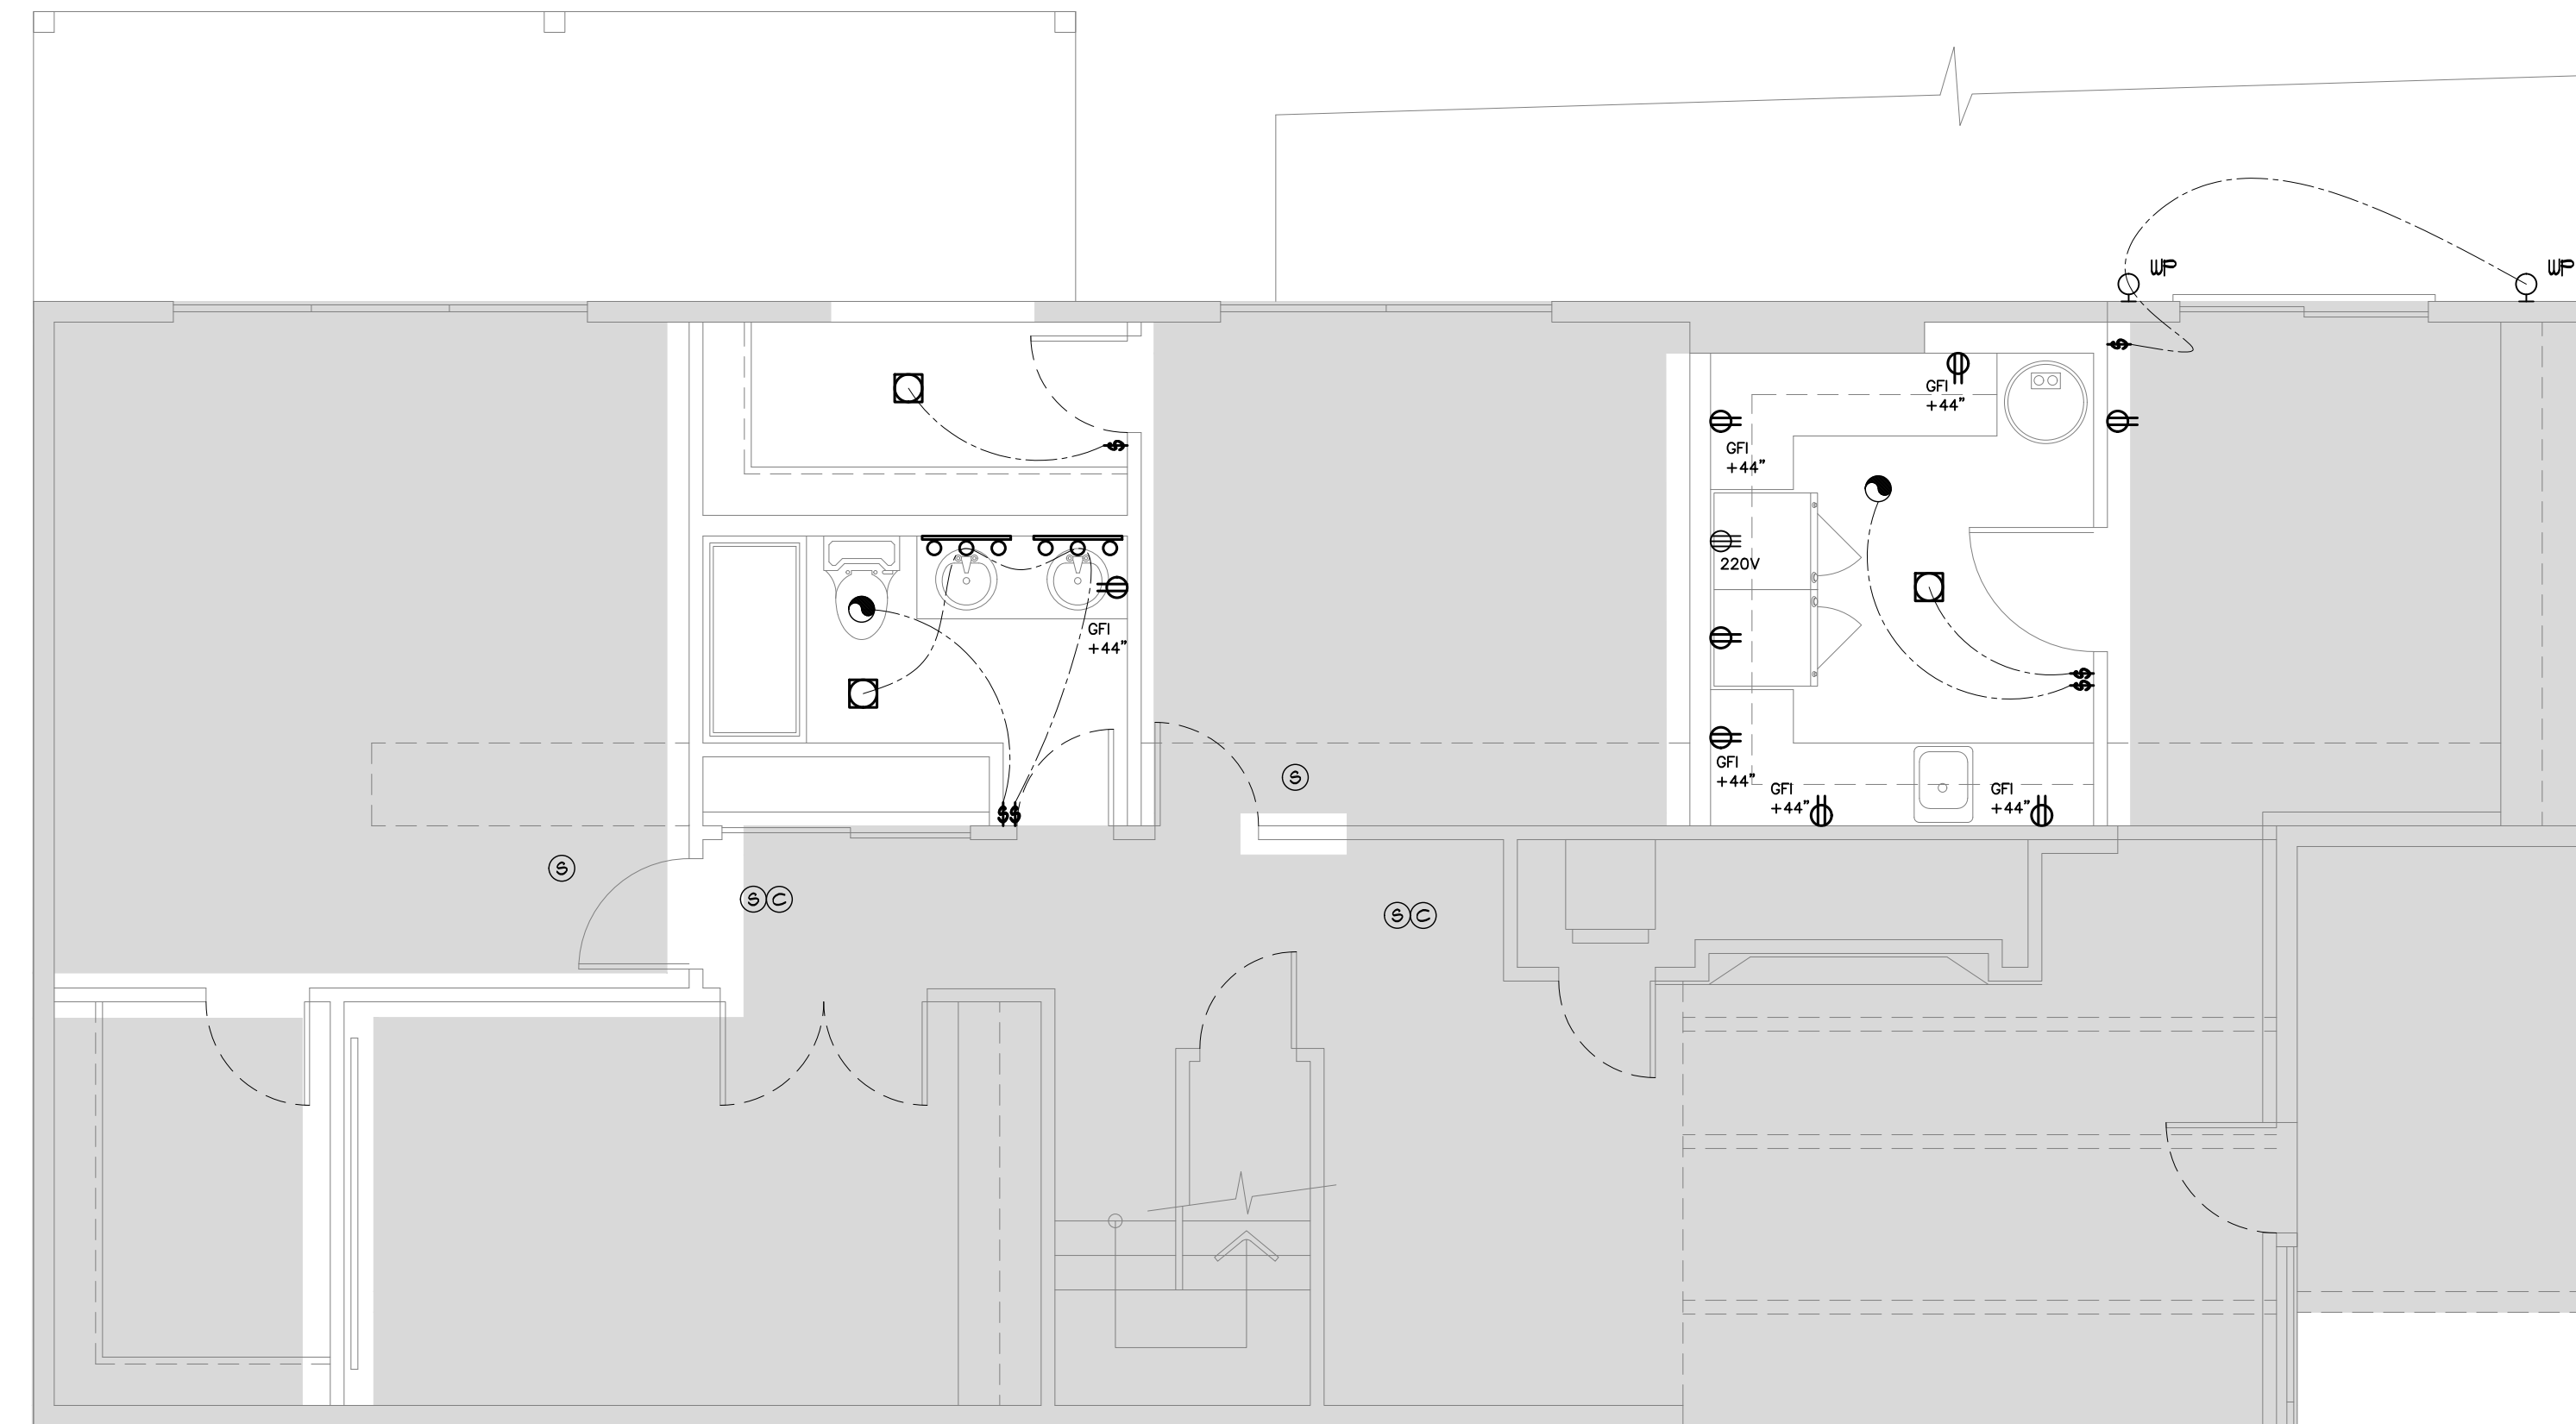 WP
WP
$
GFI
+44"
GFI
+44"
$
220V
GFI
+44"
$
$
S
GFI
+44"
GFI
+44"
GFI
+44"
$$
S
S C
S C